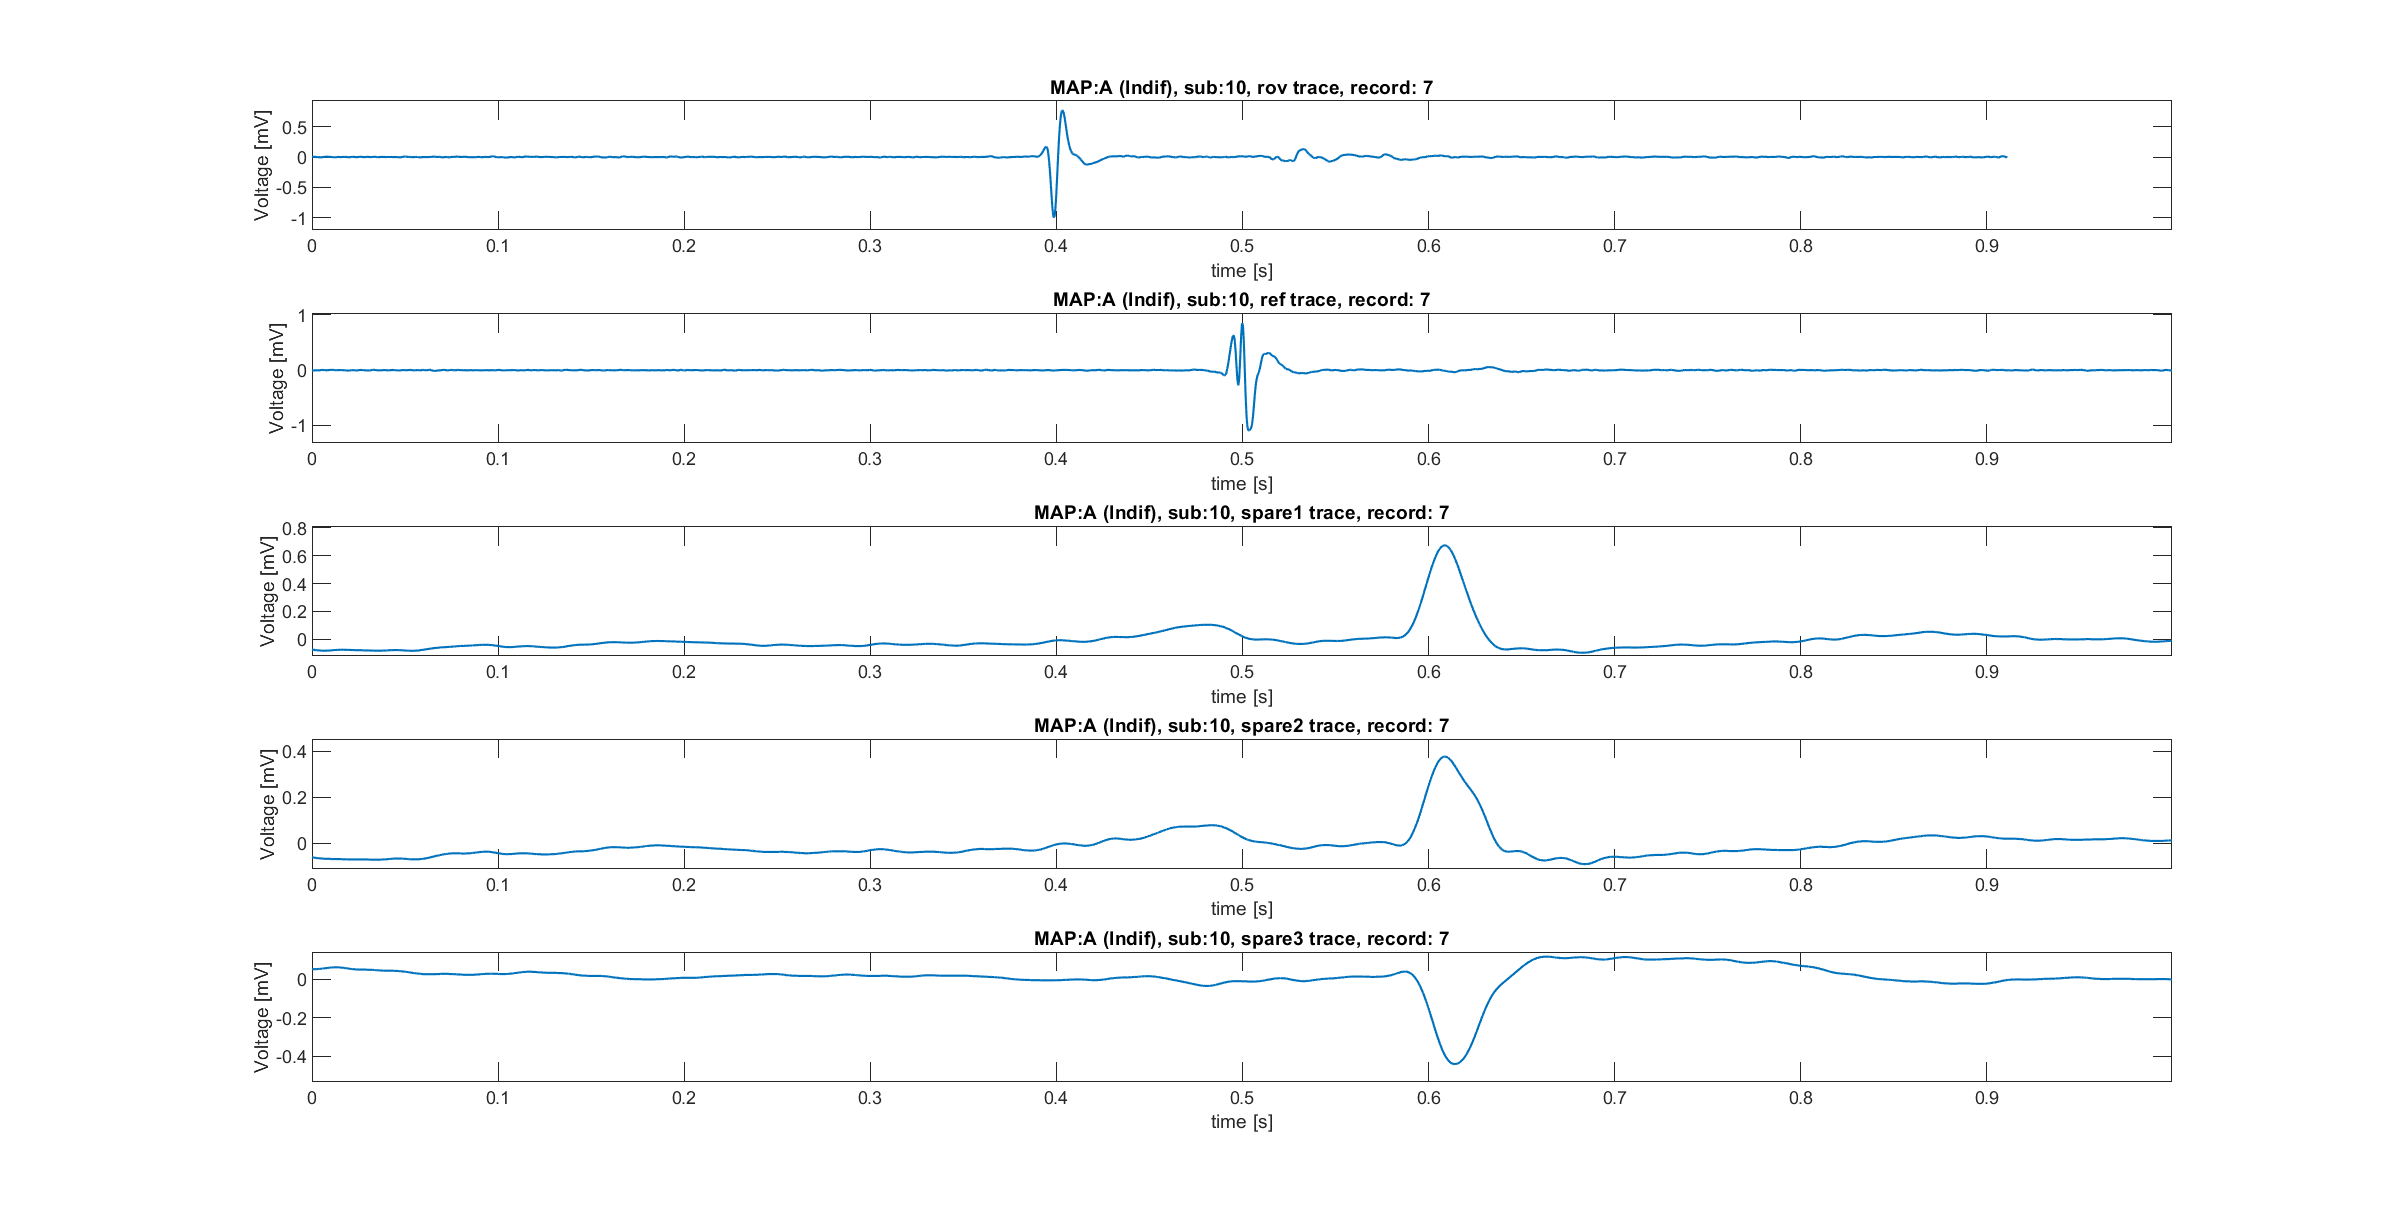 MAP:A (Indif), sub:10, rov trace, record: 7
Voltage [mV]
0.5
0
-0.5
-1
0 0.1 0.2 0.3 0.4 0.5 0.6 0.7 0.8 0.9
time [s]
MAP:A (Indif), sub:10, ref trace, record: 7
Voltage [mV]
1
0
-1
0 0.1 0.2 0.3 0.4 0.5 0.6 0.7 0.8 0.9
time [s]
MAP:A (Indif), sub:10, spare1 trace, record: 7
Voltage [mV]
0.8
0.6
0.4
0.2
0
0 0.1 0.2 0.3 0.4 0.5 0.6 0.7 0.8 0.9
time [s]
MAP:A (Indif), sub:10, spare2 trace, record: 7
Voltage [mV]
0.4
0.2
0
0 0.1 0.2 0.3 0.4 0.5 0.6 0.7 0.8 0.9
time [s]
MAP:A (Indif), sub:10, spare3 trace, record: 7
Voltage [mV]
0
-0.2
-0.4
0 0.1 0.2 0.3 0.4 0.5 0.6 0.7 0.8 0.9
time [s]